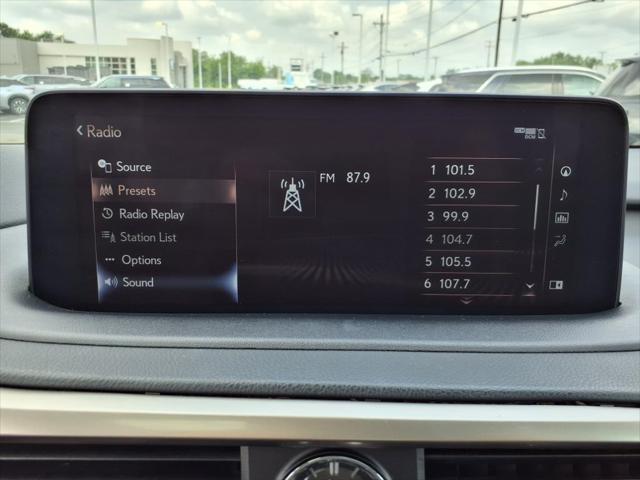 Radio
DCM
Source
Presets
Radio Replay
Station List
Options
Sound
FM 87.9
1 101.5
2 102.9
3 99.9
4 104.7
5 105.5
6 107.7